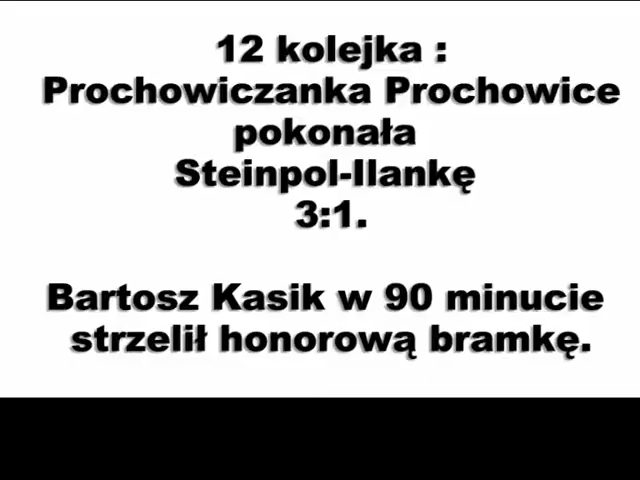 12 kolejka :
Prochowiczanka Prochowice
pokonała
Steinpol-Ilankę
3:1.
Bartosz Kasik w 90 minucie
strzelił honorową bramkę.